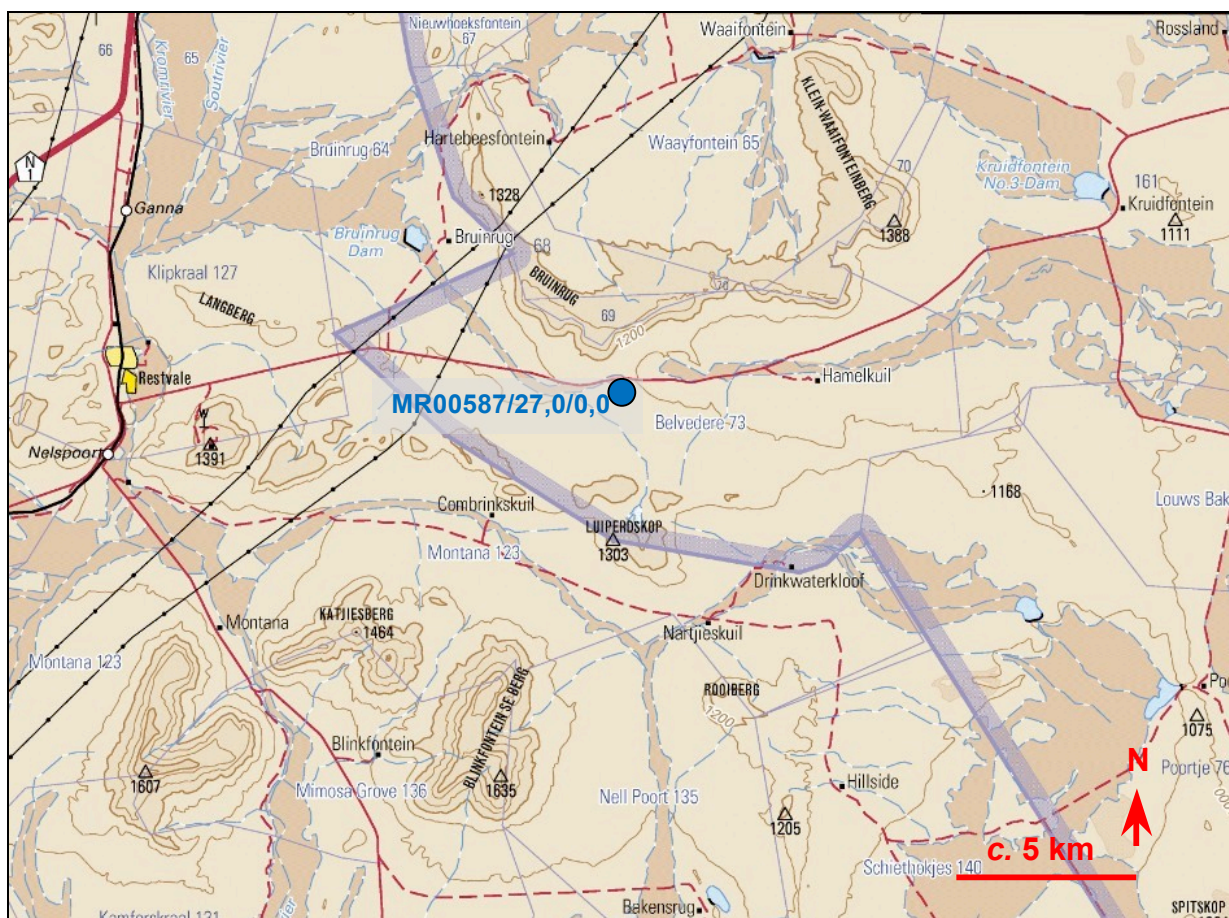 Nieuwhoeksfontein
67
Waaifontein
Rossland
66
65
Kromrivier
Soutrivier
N
1
Hartebeesfontein
Bruinrug 64
Waayfontein 65
KLEIN-WAAIFONTEINBERG
70
Kruidfontein
No.3-Dam
161
Kruidfontein
1111
1328
1388
Ganna
Bruinrug
Dam
Bruinrug
68
BRUINRUG
70
69
1200
Klipkraal 127
LANGBERG
Restvale
Hamelkuil
MR00587/27,0/0,0
Belvedere 73
Nelspoort
1391
1168
Louws Bak
Combrinkskuil
LUIPERDSKOP
1303
Montana 123
Drinkwaterkloof
Montana
KATJIESBERG
1464
Nartjieskuil
Montana 123
ROOIBERG
1200
BLINKFONTEIN SE BERG
Po
1075
Blinkfontein
N
Poortje 76
1607
1635
Mimosa Grove 136
Nell Poort 135
Hillside
1205
c. 5 km
Schiethokjes 140
Kamferskraal 121
Bakensrug
SPITSKOP